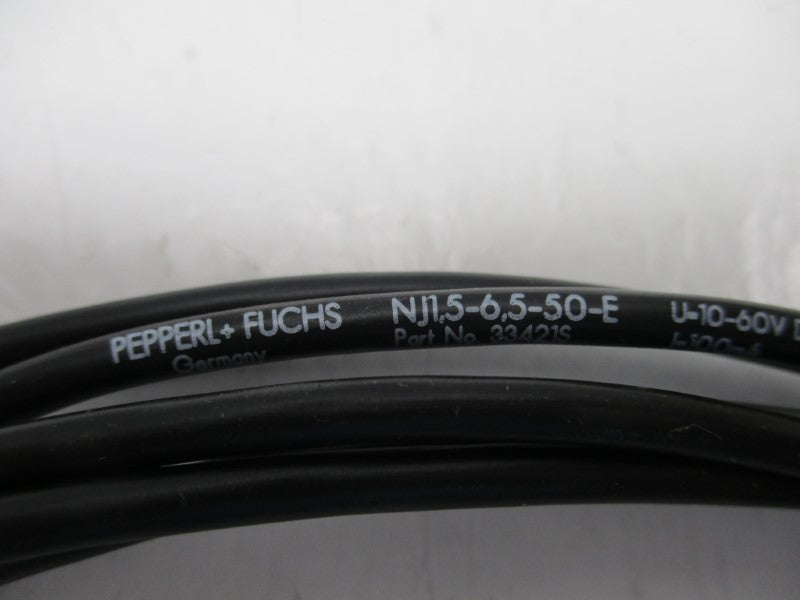 PEPPERL+ FUCHS NJ1,5-6,5-50-E U=10-60V D
Germany Part No. 33421S